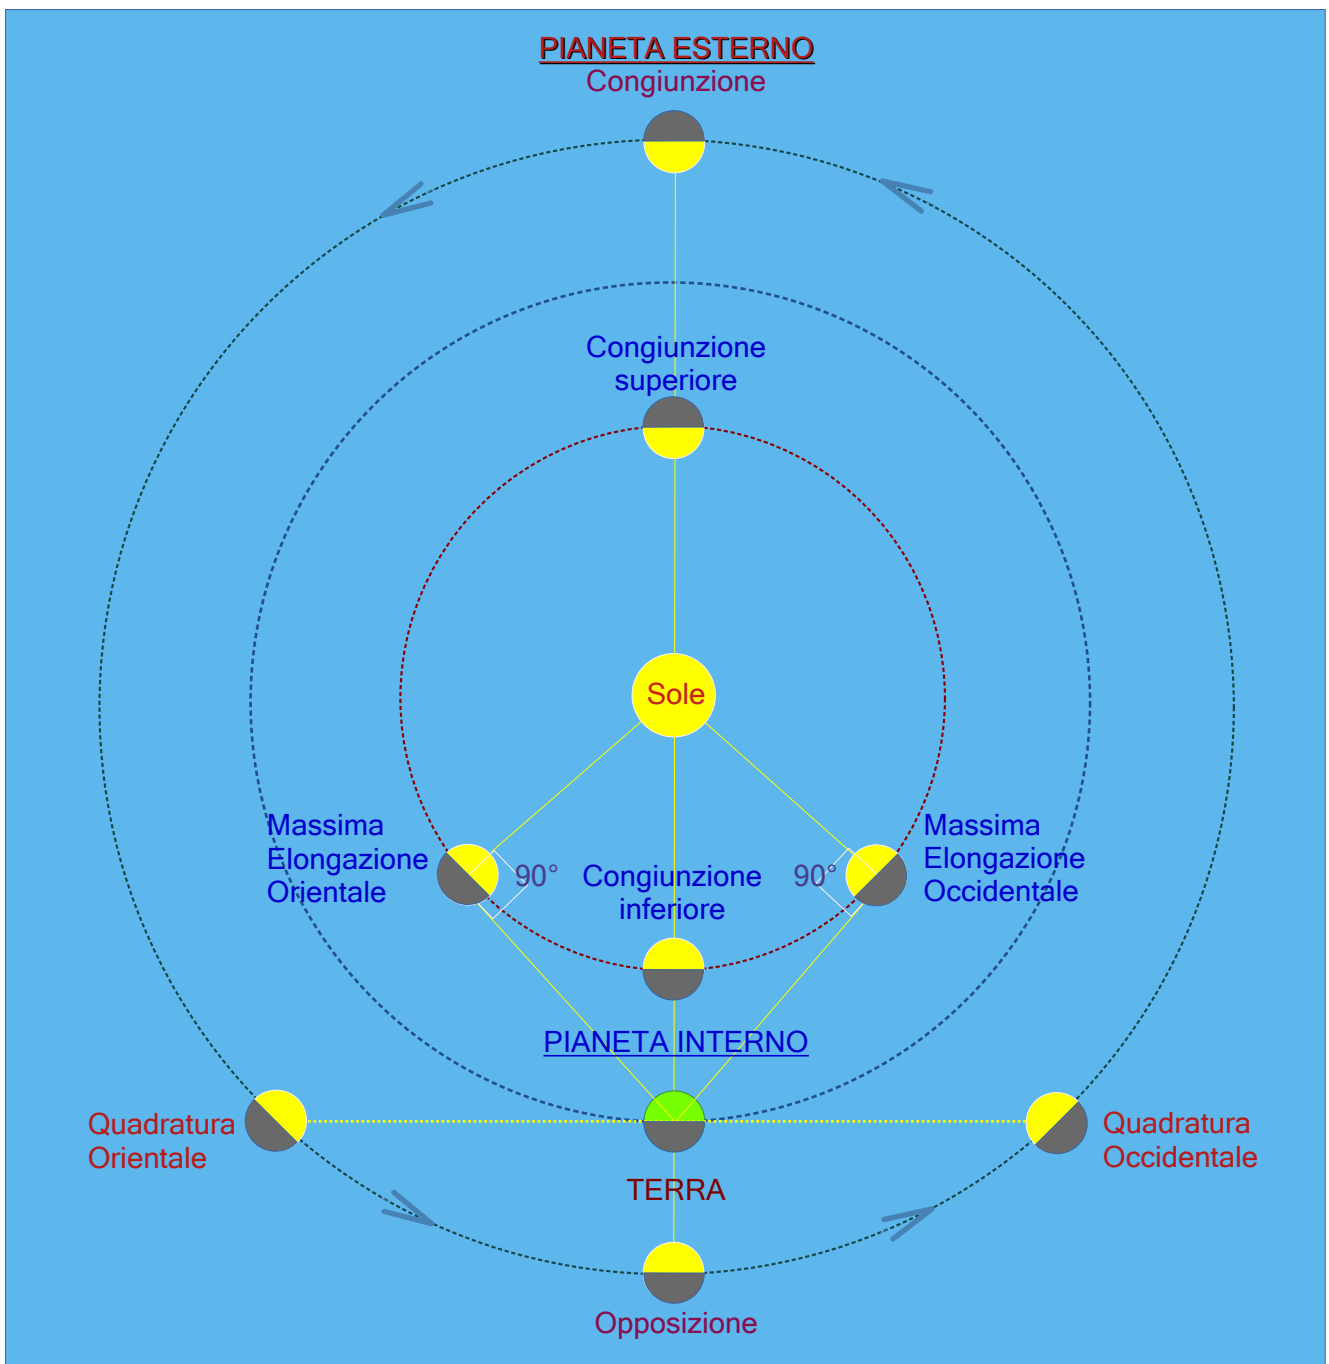 PIANETA ESTERNO
Congiunzione
Congiunzione
superiore
Sole
Massima
Elongazione
Orientale
90°
Congiunzione
inferiore
90°
Massima
Elongazione
Occidentale
PIANETA INTERNO
Quadratura
Orientale
Quadratura
Occidentale
TERRA
Opposizione